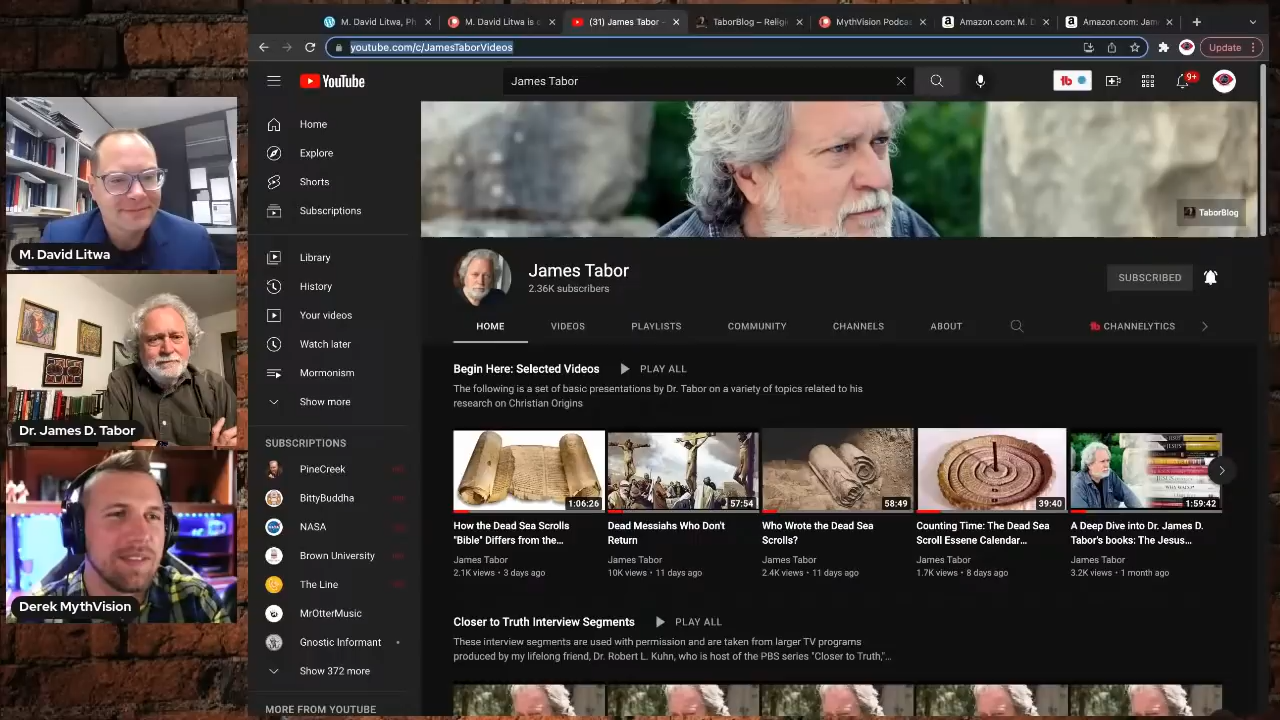 M. David Litwa, Ph
M. David Litwa is c
(31) James Tabor -
TaborBlog – Religi
MythVision Podcas
Amazon.com: M. D
Amazon.com: Jam
youtube.com/c/JamesTaborVideos
Update
YouTube
James Tabor
9+
Home
Explore
Shorts
Subscriptions
Library
History
Your videos
Watch later
Mormonism
Show more
SUBSCRIPTIONS
PineCreek
BittyBuddha
NASA
Brown University
The Line
MrOtterMusic
Gnostic Informant
Show 372 more
MORE FROM YOUTUBE
M. David Litwa
Dr. James D. Tabor
Derek MythVision
TaborBlog
James Tabor
2.36K subscribers
SUBSCRIBED
HOME VIDEOS PLAYLISTS COMMUNITY CHANNELS ABOUT CHANNELYTICS
Begin Here: Selected Videos PLAY ALL
The following is a set of basic presentations by Dr. Tabor on a variety of topics related to his
research on Christian Origins
1:06:26
How the Dead Sea Scrolls
"Bible" Differs from the...
James Tabor
2.1K views • 3 days ago
57:54
Dead Messiahs Who Don't
Return
James Tabor
10K views • 11 days ago
58:49
Who Wrote the Dead Sea
Scrolls?
James Tabor
2.4K views • 11 days ago
39:40
Counting Time: The Dead Sea
Scroll Essene Calendar...
James Tabor
1.7K views • 8 days ago
1:59:42
A Deep Dive into Dr. James D.
Tabor's books: The Jesus...
James Tabor
3.2K views • 1 month ago
Closer to Truth Interview Segments PLAY ALL
These interview segments are used with permission and are taken from larger TV programs
produced by my lifelong friend, Dr. Robert L. Kuhn, who is host of the PBS series "Closer to Truth,"...